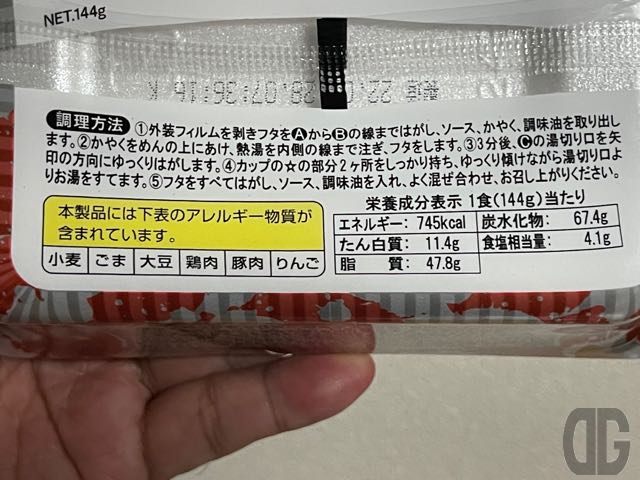 NET.144g
調理方法 ①外装フィルムを剥きフタをAからBの線まではがし、ソース、かやく、調味油を取り出し
ます。②かやくをめんの上にあけ、熱湯を内側の線まで注ぎ、フタをします。③3分後、Cの湯切り口を矢
印の方向にゆっくりはがします。④カップの★の部分2ヶ所をしっかり持ち、ゆっくり傾けながら湯切り口よ
りお湯をすてます。⑤フタをすべてはがし、ソース、調味油を入れ、よく混ぜ合わせ、お召し上がりください。
本製品には下表のアレルギー物質が
含まれています。
小麦 ごま 大豆 鶏肉 豚肉 りんご
栄養成分表示 1食(144g)当たり
エネルギー: 745kcal 炭水化物: 67.4g
たん白質: 11.4g 食塩相当量: 4.1g
脂 質: 47.8g
DG